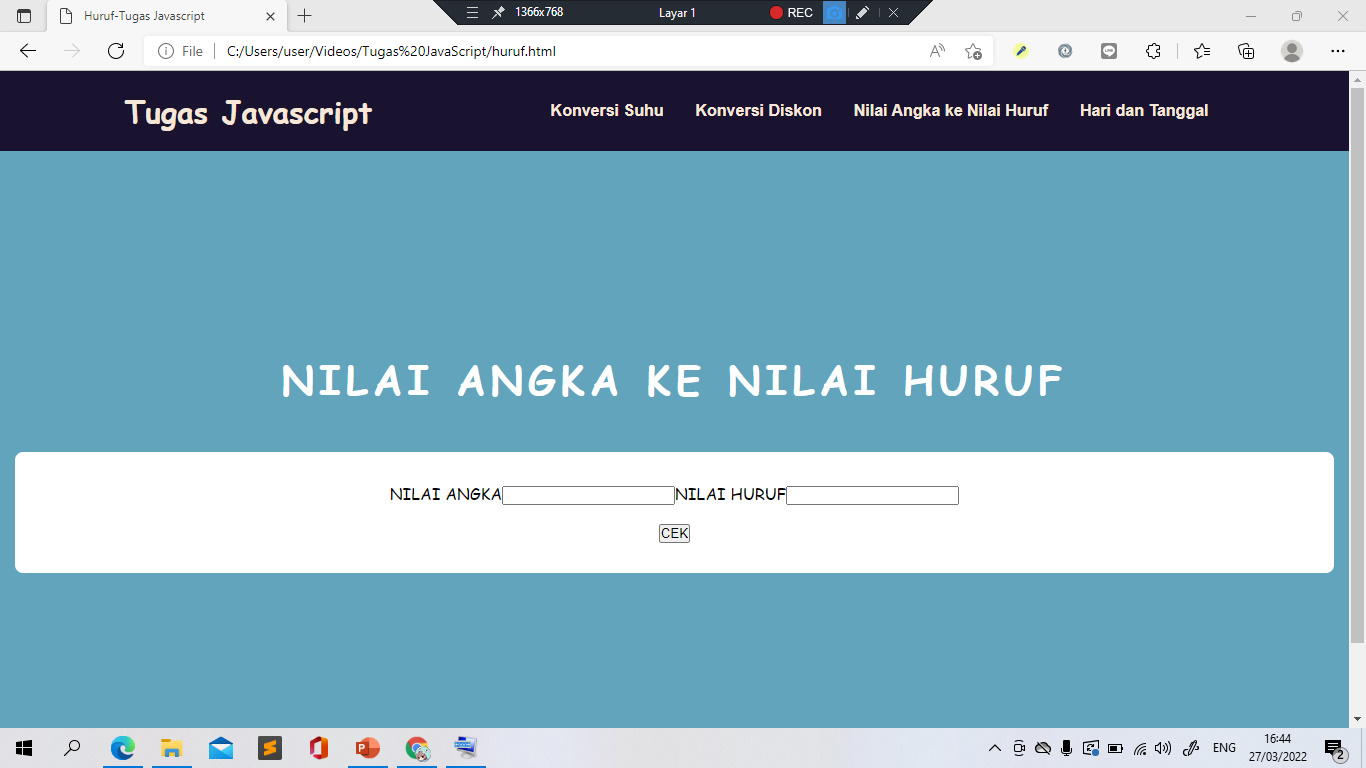 Huruf-Tugas Javascript
1366x768 Layar 1 REC
File C:/Users/user/Videos/Tugas%20JavaScript/huruf.html
Tugas Javascript Konversi Suhu Konversi Diskon Nilai Angka ke Nilai Huruf Hari dan Tanggal
NILAI ANGKA KE NILAI HURUF
NILAI ANGKA NILAI HURUF
CEK
ENG
16:44
27/03/2022
2